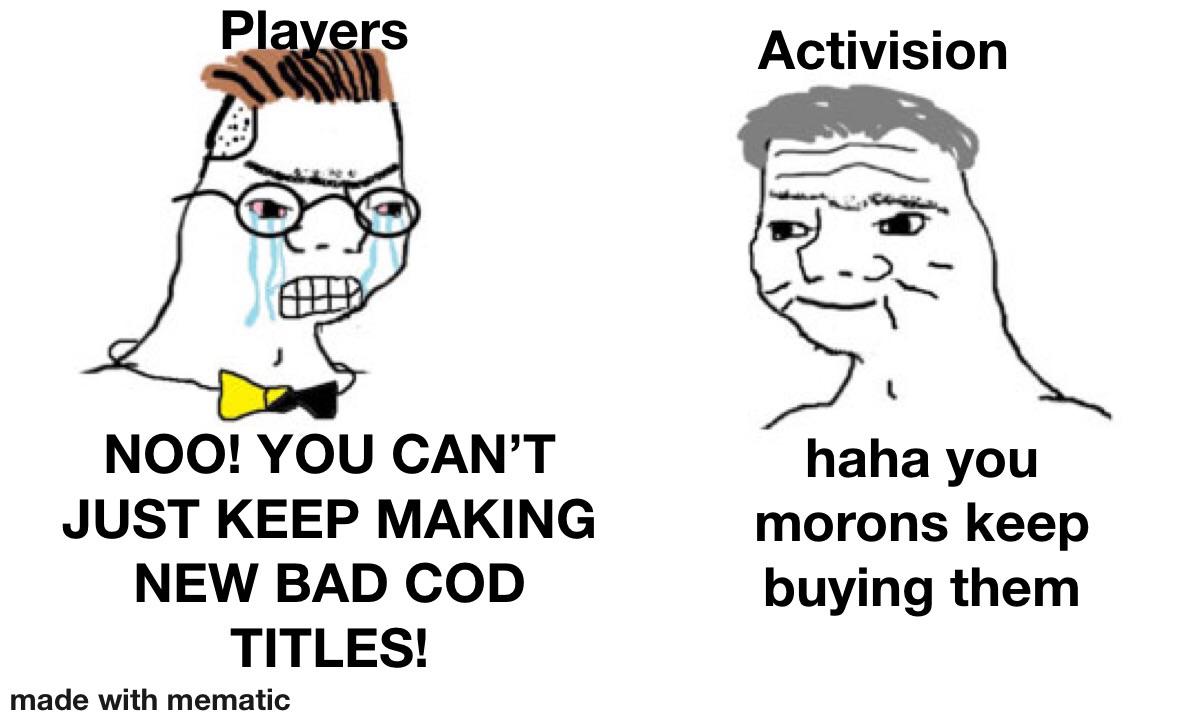 Players
NOO! YOU CAN’T
JUST KEEP MAKING
NEW BAD COD
TITLES!
Activision
haha you
morons keep
buying them
made with mematic